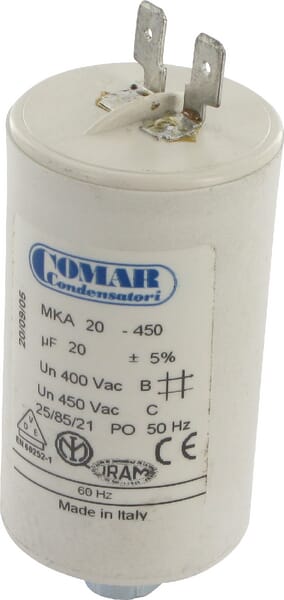 COMAR
Condensatori
20/09/05
MKA 20 - 450
µF 20 ± 5%
Un 400 Vac B
Un 450 Vac C
25/85/21 PO 50 Hz
VDE
EN 60252-1
IRAM
CE
60 Hz
Made in Italy